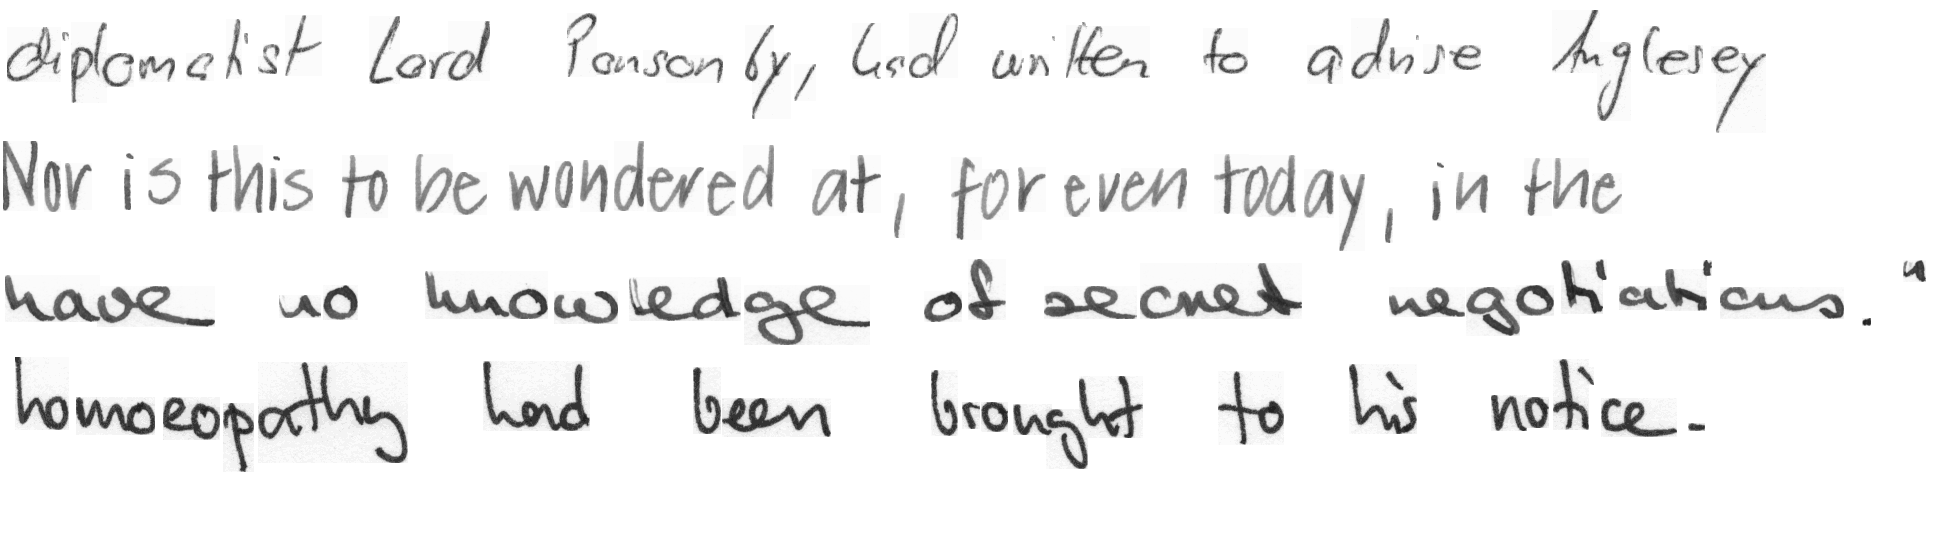 diplomatist Lord Ponsonby, had written to advise Anglesey
Nor is this to be wondered at, for even today, in the
have no knowledge of secret negotiations."
homoeopathy had been brought to his notice.